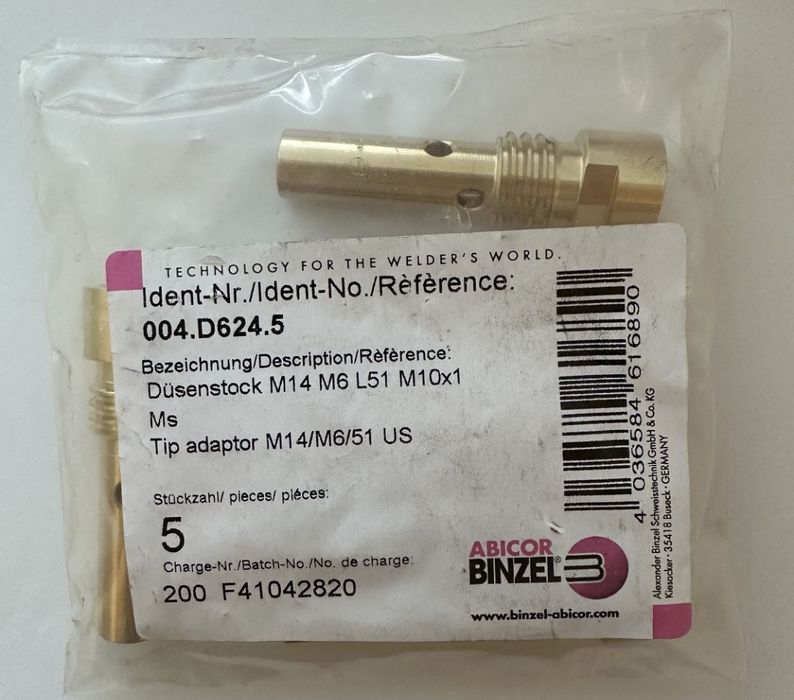 TECHNOLOGY FOR THE WELDER'S WORLD.
Ident-Nr./Ident-No./Rèfèrence:
004.D624.5
Bezeichnung/Description/Rèfèrence:
Düsenstock M14 M6 L51 M10x1
Ms
Tip adaptor M14/M6/51 US
Stückzahl/ pieces/ piéces:
5
Charge-Nr./Batch-No./No. de charge:
200 F41042820
4 036584 616890
Alexander Binzel Schweisstechnik GmbH & Co. KG
Kiesacker · 35418 Buseck · GERMANY
ABICOR
BINZEL®
www.binzel-abicor.com